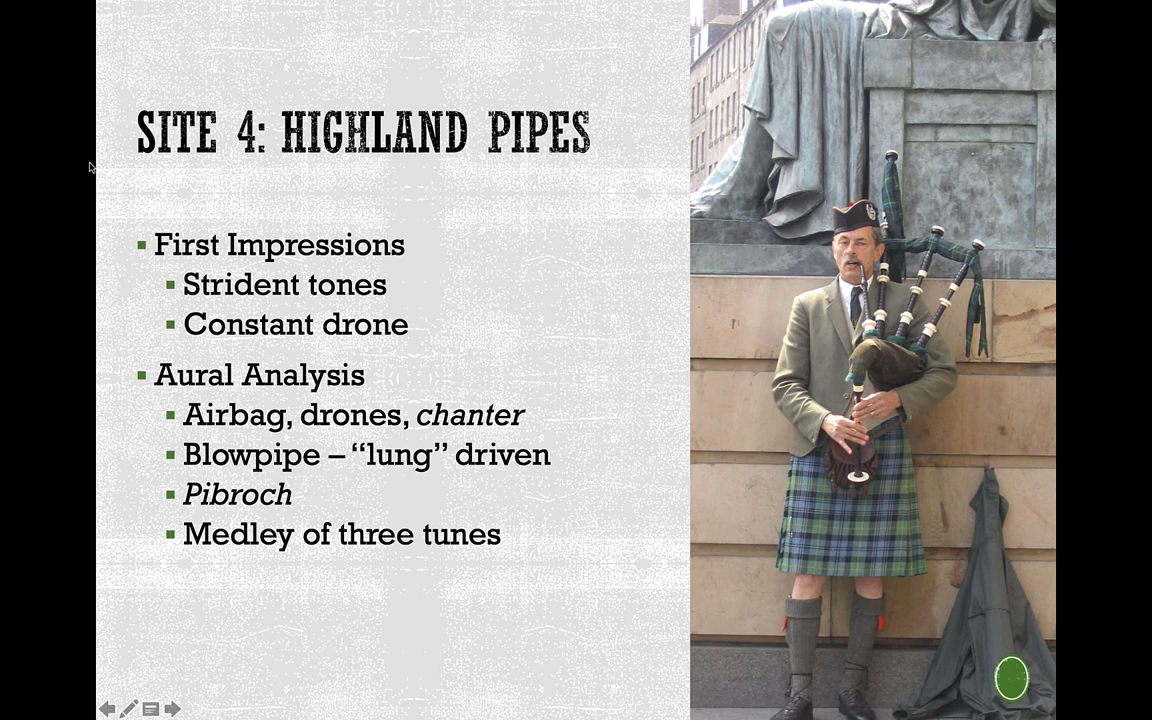 SITE 4: HIGHLAND PIPES
First Impressions
Strident tones
Constant drone
Aural Analysis
Airbag, drones, chanter
Blowpipe – “lung” driven
Pibroch
Medley of three tunes